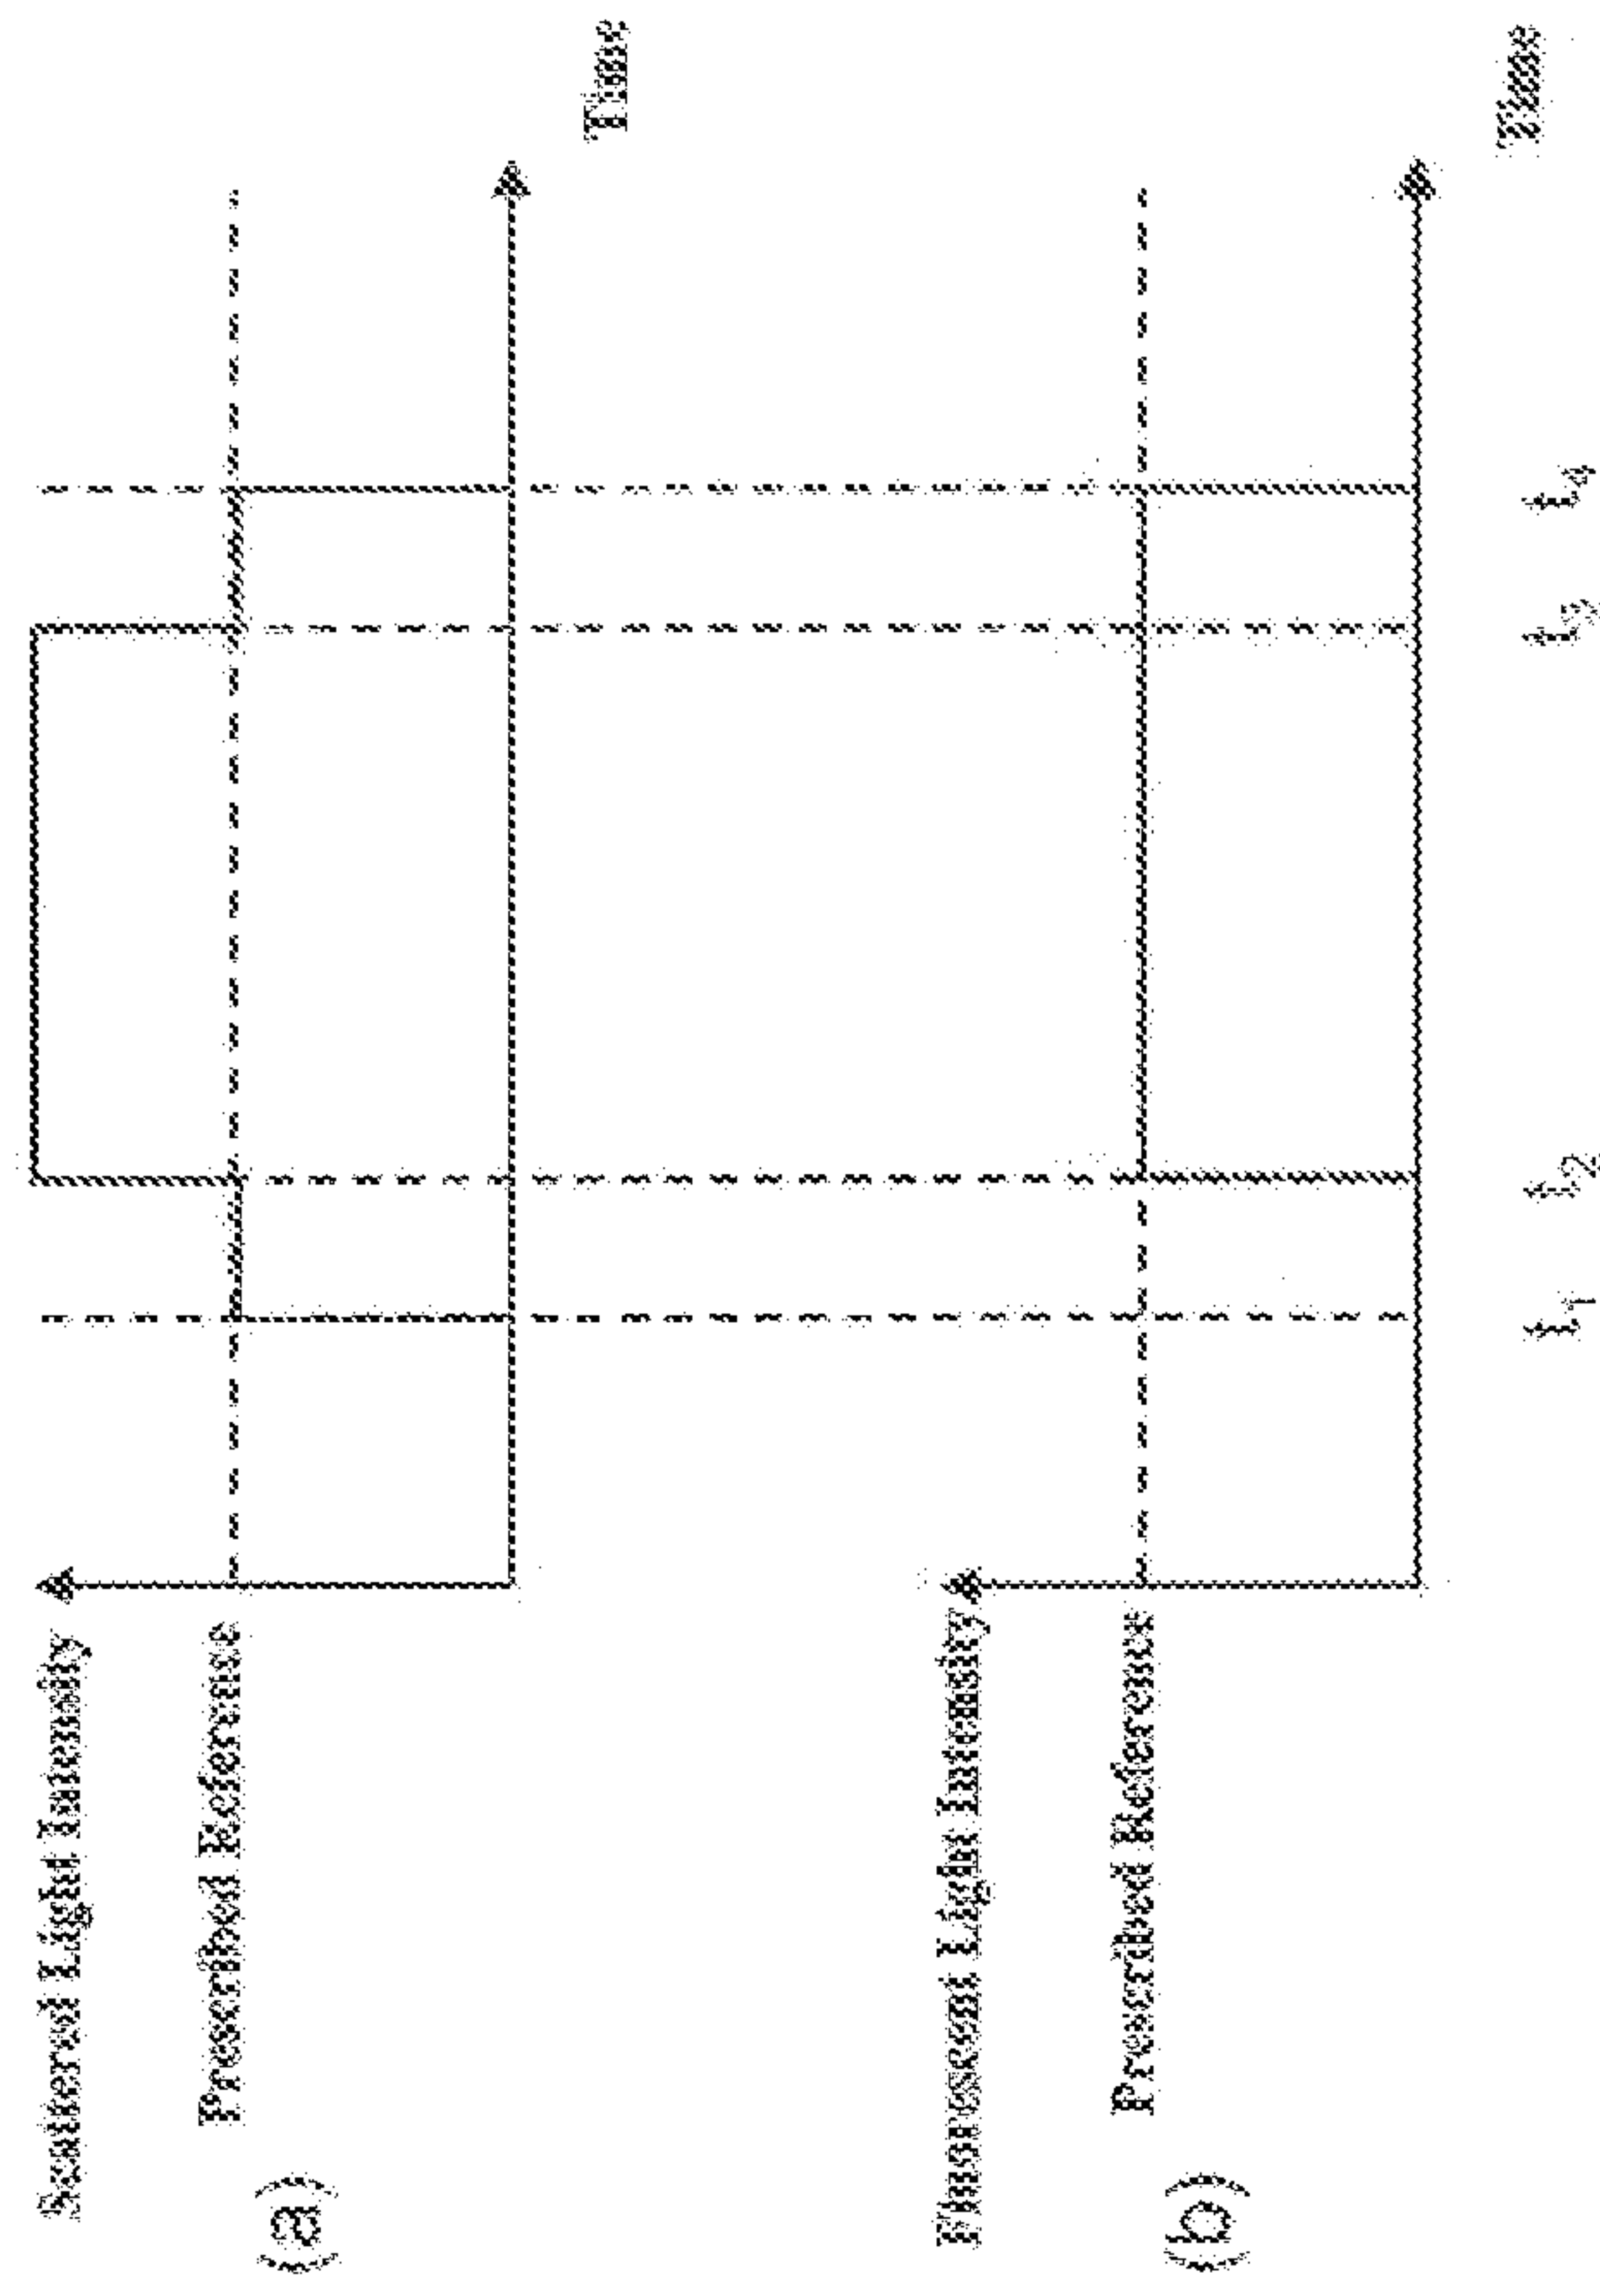 Scattered Light Intensity
Prescribed Reference
(a)
Time
Fluorescent Light Intensity
Prescribed Reference
(b)
Time
t1 t2 t3 t4